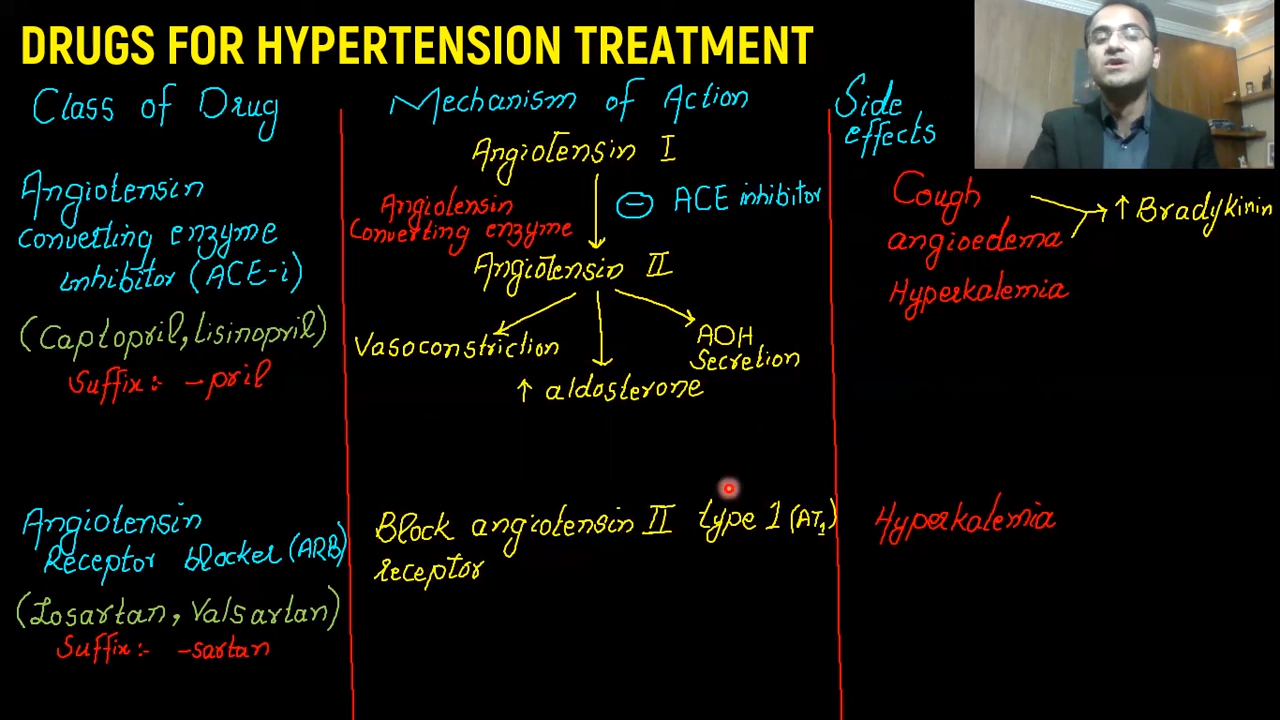 DRUGS FOR HYPERTENSION TREATMENT
Class of Drug
Mechanism of Action
Side
effects
Angiotensin
Converting enzyme
inhibitor (ACE-i)
(Captopril, Lisinopril)
Suffix:- -pril
Angiotensin I
Angiotensin
Converting enzyme
- ACE inhibitor
Angiotensin II
Vasoconstriction
↑ aldosterone
AOH
Secretion
Cough
angioedema
↑ Bradykinin
Hyperkalemia
Angiotensin
Receptor blocker (ARB)
(Losartan, Valsartan)
Suffix:- -sartan
Block angiotensin II type 1 (AT1)
receptor
Hyperkalemia